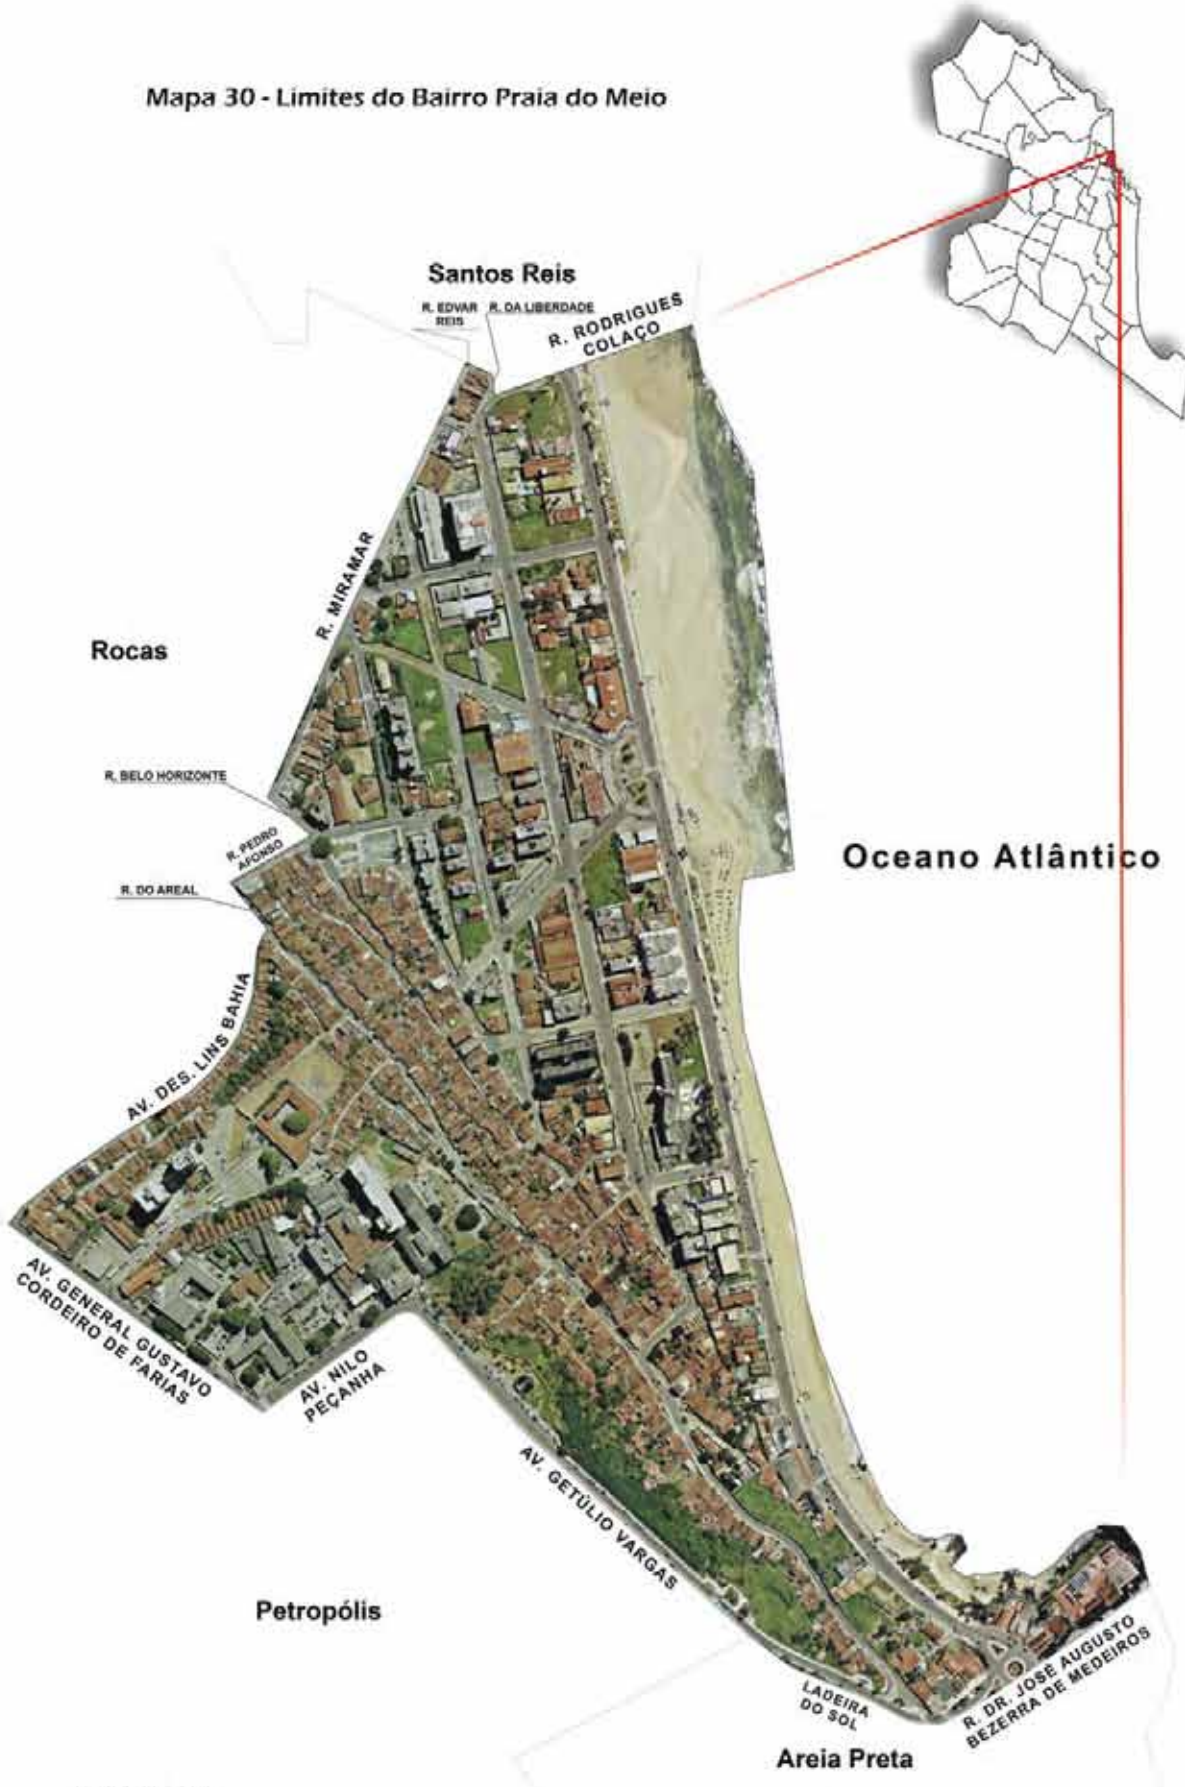 Mapa 30 - Limites do Bairro Praia do Meio
Santos Reis
R. EDVAR
REIS
R. DA LIBERDADE
R. RODRIGUES
COLAÇO
R. MIRAMAR
Rocas
R. BELO HORIZONTE
R. PEDRO
AFONSO
R. DO AREAL
Oceano Atlântico
AV. DES. LINS BAHIA
AV. GENERAL GUSTAVO
CORDEIRO DE FARIAS
AV. NILO
PEÇANHA
AV. GETÚLIO VARGAS
Petropólis
LADEIRA
DO SOL
R. DR. JOSÉ AUGUSTO
BEZERRA DE MEDEIROS
Areia Preta